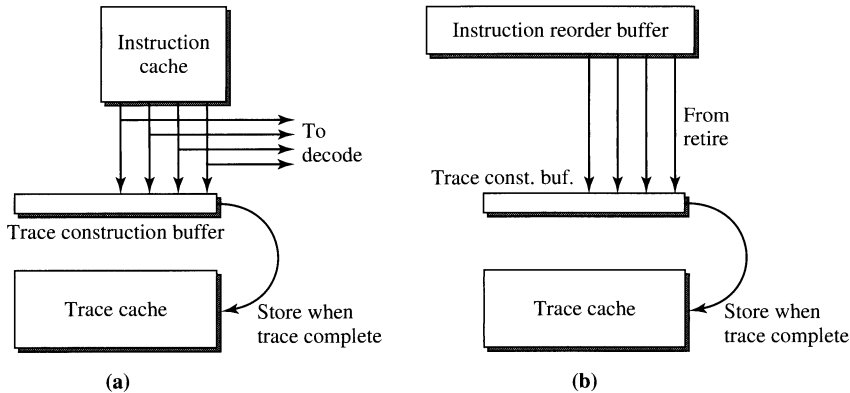 Instruction
cache
To
decode
Trace construction buffer
Trace cache
Store when
trace complete
(a)
Instruction reorder buffer
From
retire
Trace const. buf.
Trace cache
Store when
trace complete
(b)